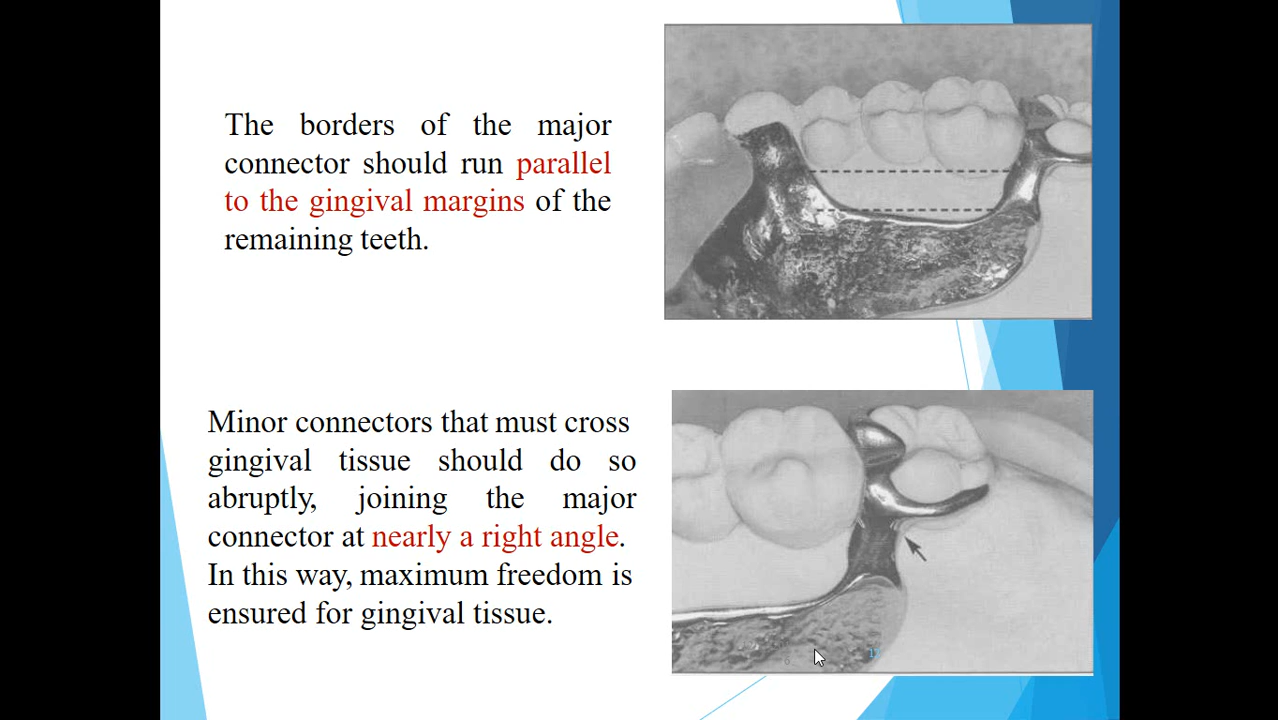 The borders of the major
connector should run parallel
to the gingival margins of the
remaining teeth.
Minor connectors that must cross
gingival tissue should do so
abruptly, joining the major
connector at nearly a right angle.
In this way, maximum freedom is
ensured for gingival tissue.